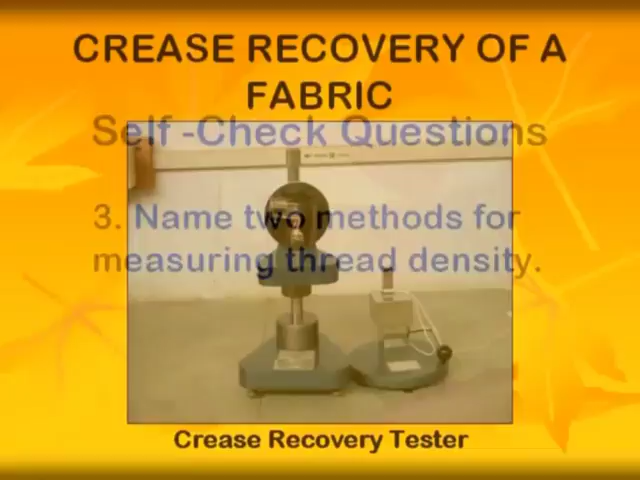 CREASE RECOVERY OF A
FABRIC
Self -Check Questions
3. Name two methods for
measuring thread density.
Crease Recovery Tester